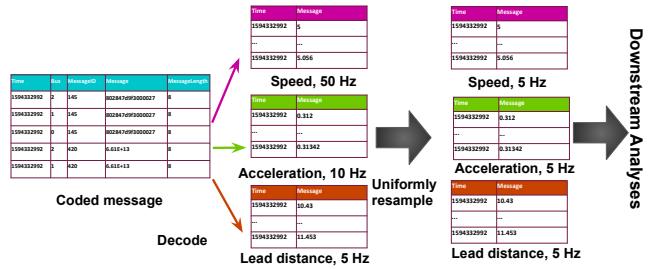 Time Message
1594332992 5
... ...
1594332992 5.056
Speed, 50 Hz
Time Bus MessageID Message MessageLength
1594332992 2 145 802847d9f3000027 8
1594332992 1 145 802847d9f3000027 8
1594332992 0 145 802847d9f3000027 8
1594332992 2 420 6.61E+13 8
1594332992 1 420 6.61E+13 8
Coded message
Decode
Time Message
1594332992 0.312
... ...
1594332992 0.31342
Acceleration, 10 Hz
Time Message
1594332992 10.43
... ...
1594332992 11.453
Lead distance, 5 Hz
Uniformly
resample
Time Message
1594332992 5
... ...
1594332992 5.056
Speed, 5 Hz
Time Message
1594332992 0.312
... ...
1594332992 0.31342
Acceleration, 5 Hz
Time Message
1594332992 10.43
... ...
1594332992 11.453
Lead distance, 5 Hz
Downstream Analyses